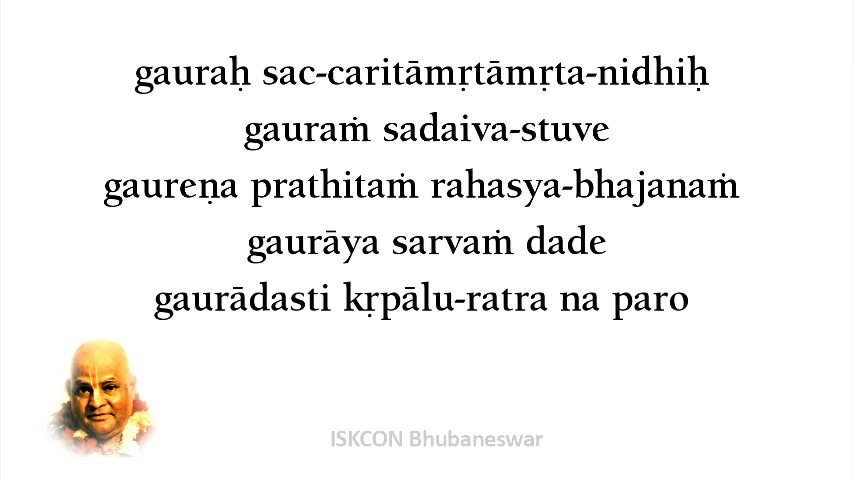 gauraḥ sac-caritāmṛtāmṛta-nidhiḥ
gauraṁ sadaiva-stuve
gaureṇa prathitaṁ rahasya-bhajanaṁ
gaurāya sarvaṁ dade
gaurādasti kṛpālu-ratra na paro
ISKCON Bhubaneswar